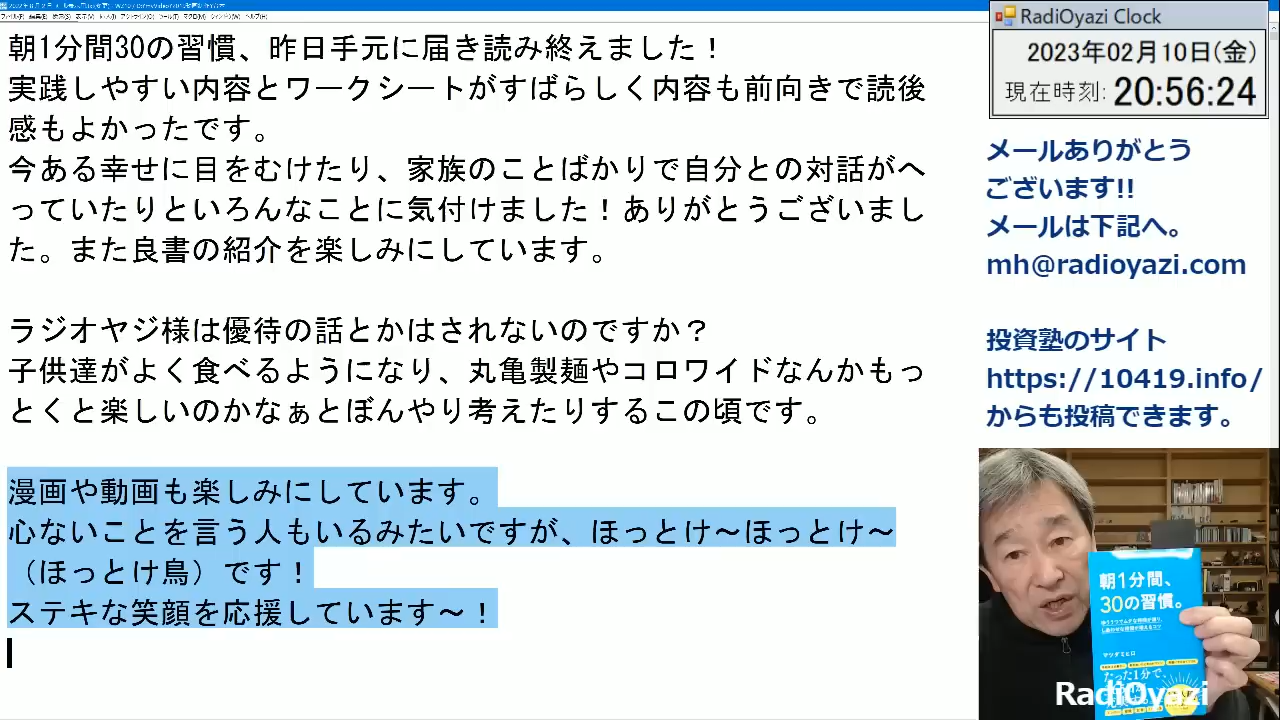 朝1分間30の習慣、昨日手元に届き読み終えました！
実践しやすい内容とワークシートがすばらしく内容も前向きで読後
感もよかったです。
今ある幸せに目をむけたり、家族のことばかりで自分との対話がへ
っていたりといろんなことに気付けました！ありがとうございまし
た。また良書の紹介を楽しみにしています。
ラジオヤジ様は優待の話とかはされないのですか？
子供達がよく食べるようになり、丸亀製麺やコロワイドなんかもっ
とくと楽しいのかなぁとぼんやり考えたりするこの頃です。
漫画や動画も楽しみにしています。
心ないことを言う人もいるみたいですが、ほっとけ～ほっとけ～
（ほっとけ鳥）です！
ステキな笑顔を応援しています～！
RadiOyazi Clock
2023年02月10日(金)
現在時刻: 20:56:24
メールありがとう
ございます!!
メールは下記へ。
mh@radioyazi.com
投資塾のサイト
https://10419.info/
からも投稿できます。
朝1分間、
30の習慣。
マツダミヒロ
たった1分で、
RadiOyazi